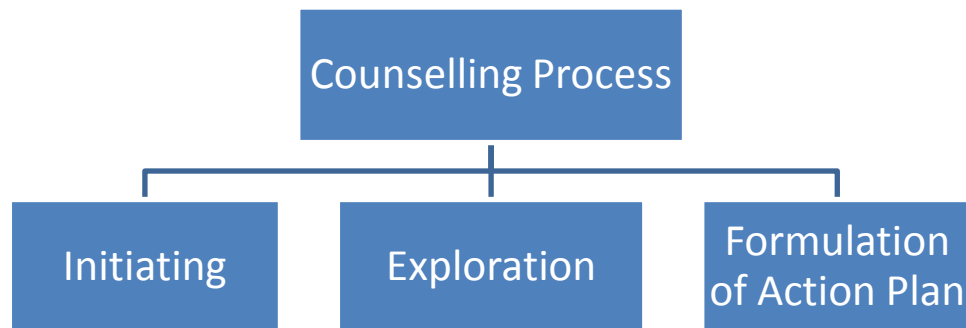 Counselling Process
Initiating
Exploration
Formulation
of Action Plan